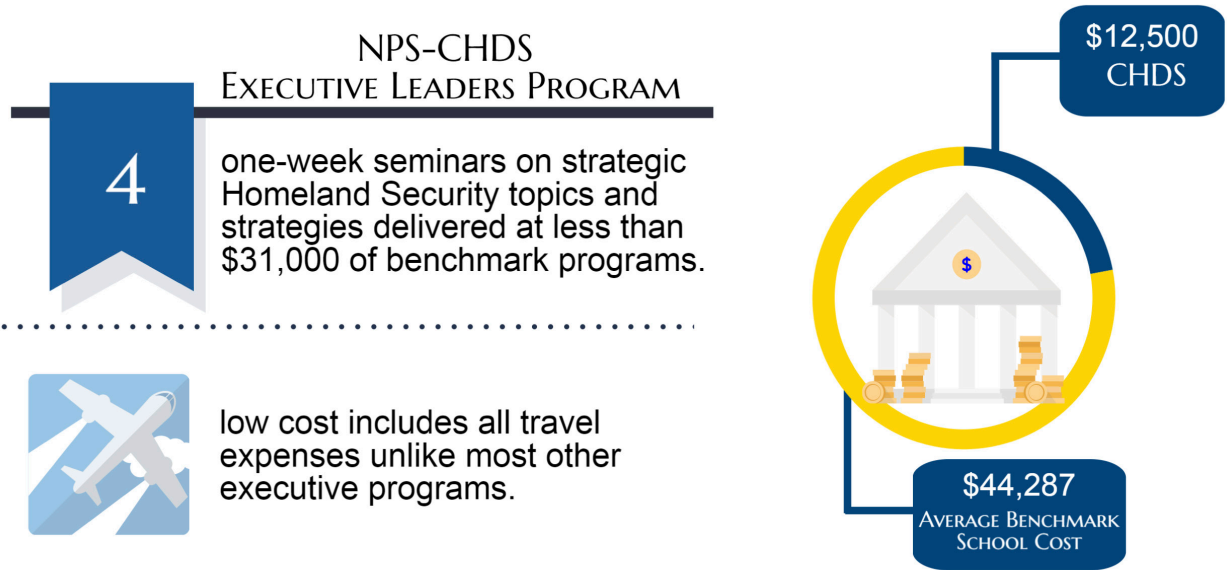 NPS-CHDS
Executive Leaders Program
4
one-week seminars on strategic
Homeland Security topics and
strategies delivered at less than
$31,000 of benchmark programs.
low cost includes all travel
expenses unlike most other
executive programs.
$12,500
CHDS
$
$44,287
Average Benchmark
School Cost